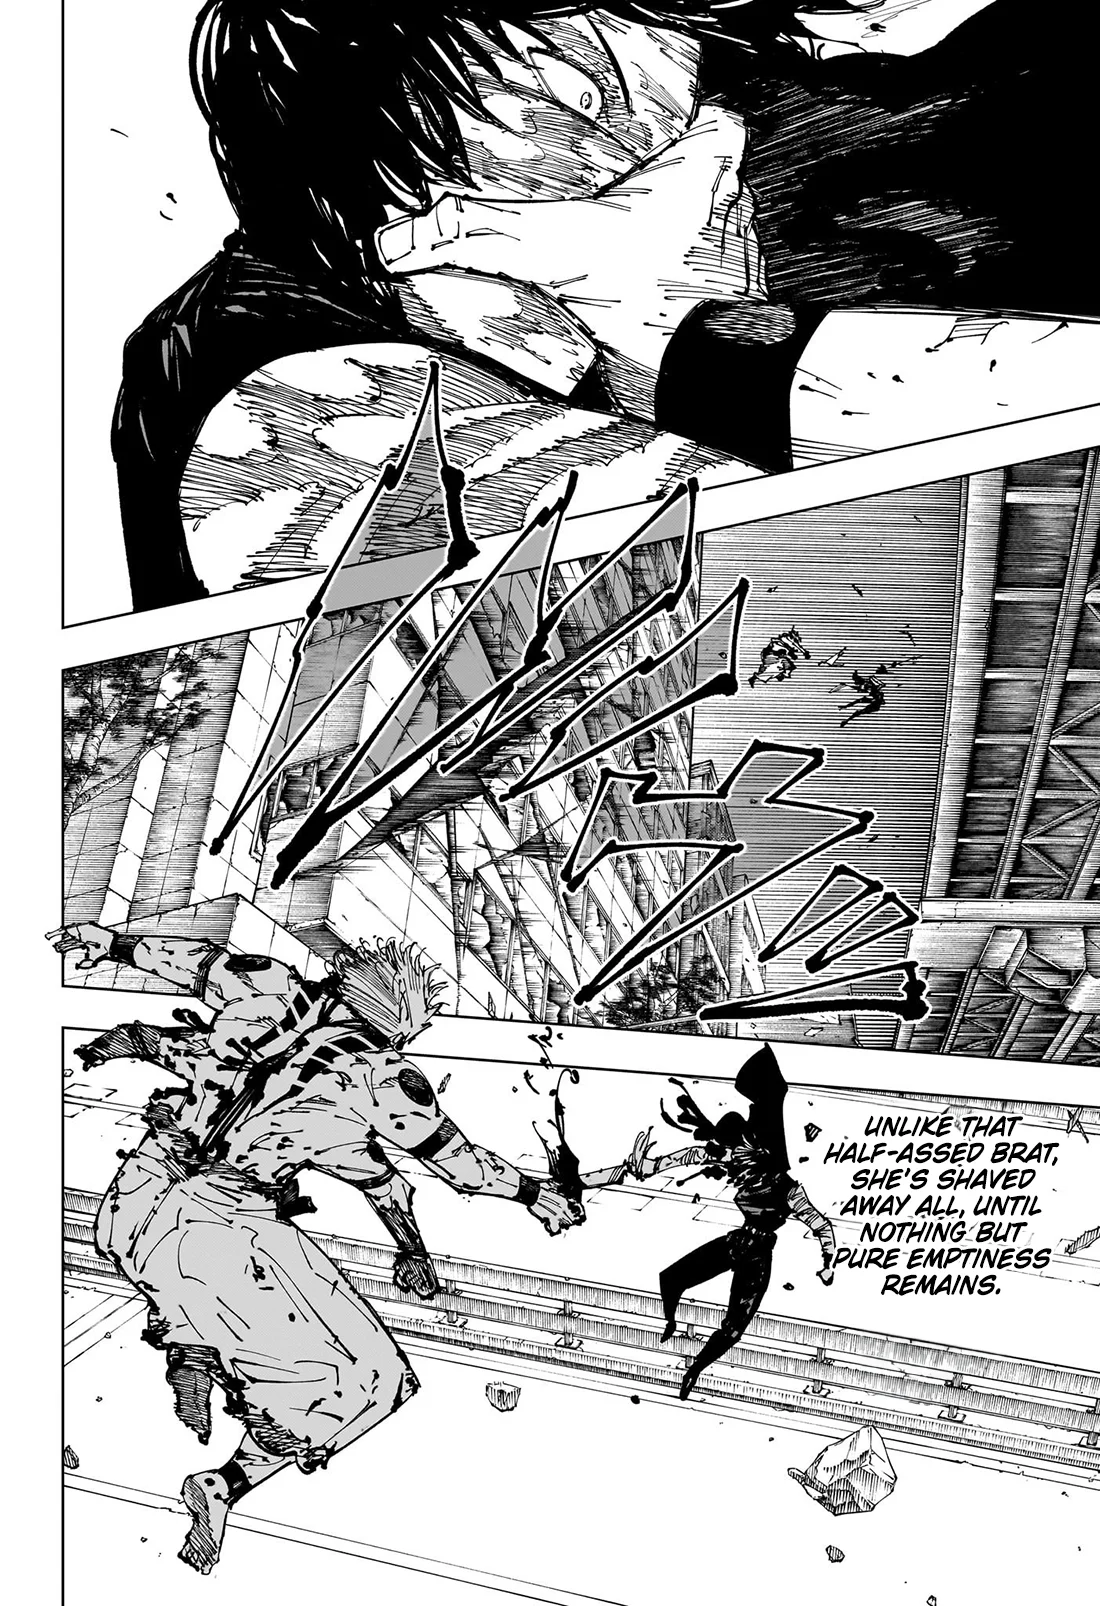 UNLIKE THAT
HALF-ASSED BRAT,
SHE'S SHAVED
AWAY ALL, UNTIL
NOTHING BUT
PURE EMPTINESS
REMAINS.